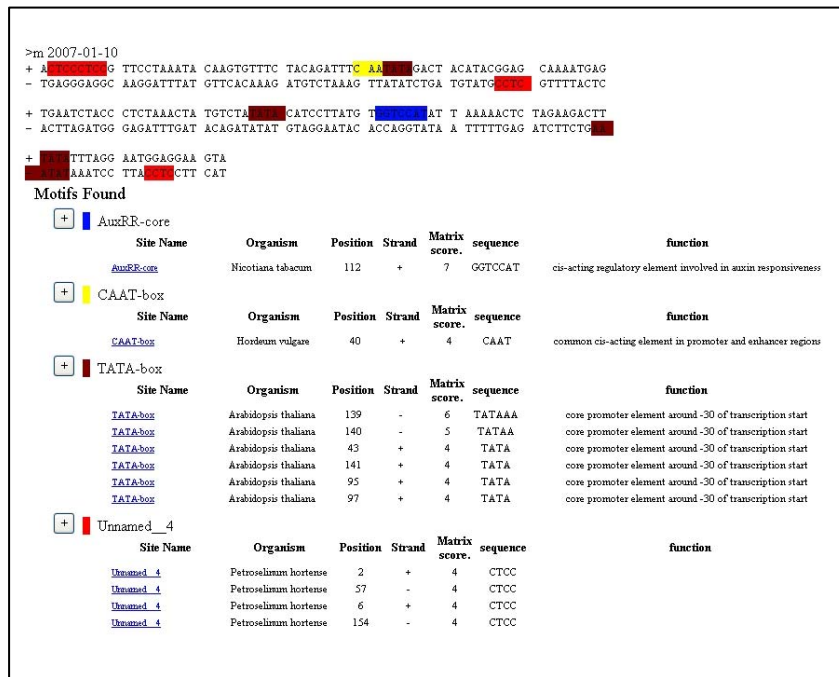 >m 2007-01-10
+ ACTCCCTCCG TTCCTAAATA CAAGTGTTTC TACAGATTTC AATATAGACT ACATACGGAG CAAAATGAG
- TGAGGGAGGC AAGGATTTAT GTTCACAAAG ATGTCTAAAG TTATATCTGA TGTATGCCTC GTTTTACTC
+ TGAATCTACC CTCTAAACTA TGTCTATATA CATCCTTATG TGGTCCATAT T AAAAACTC TAGAAGACTT
- ACTTAGATGG GAGATTTGAT ACAGATATAT GTAGGAATAC ACCAGGTATA A TTTTTGAG ATCTTCTGAA
+ TATATTTAGG AATGGAGGAA GTA
- ATATAAATCC TTACCTCCTT CAT
Motifs Found
+ AuxRR-core
Site Name Organism Position Strand Matrix score. sequence function
AuxRR-core Nicotiana tabacum 112 + 7 GGTCCAT cis-acting regulatory element involved in auxin responsiveness
+ CAAT-box
Site Name Organism Position Strand Matrix score. sequence function
CAAT-box Hordeum vulgare 40 + 4 CAAT common cis-acting element in promoter and enhancer regions
+ TATA-box
Site Name Organism Position Strand Matrix score. sequence function
TATA-box Arabidopsis thaliana 139 - 6 TATAAA core promoter element around -30 of transcription start
TATA-box Arabidopsis thaliana 140 - 5 TATAA core promoter element around -30 of transcription start
TATA-box Arabidopsis thaliana 43 + 4 TATA core promoter element around -30 of transcription start
TATA-box Arabidopsis thaliana 141 + 4 TATA core promoter element around -30 of transcription start
TATA-box Arabidopsis thaliana 95 + 4 TATA core promoter element around -30 of transcription start
TATA-box Arabidopsis thaliana 97 + 4 TATA core promoter element around -30 of transcription start
+ Unnamed__4
Site Name Organism Position Strand Matrix score. sequence function
Unnamed__4 Petroselinum hortense 2 + 4 CTCC
Unnamed__4 Petroselinum hortense 57 - 4 CTCC
Unnamed__4 Petroselinum hortense 6 + 4 CTCC
Unnamed__4 Petroselinum hortense 154 - 4 CTCC